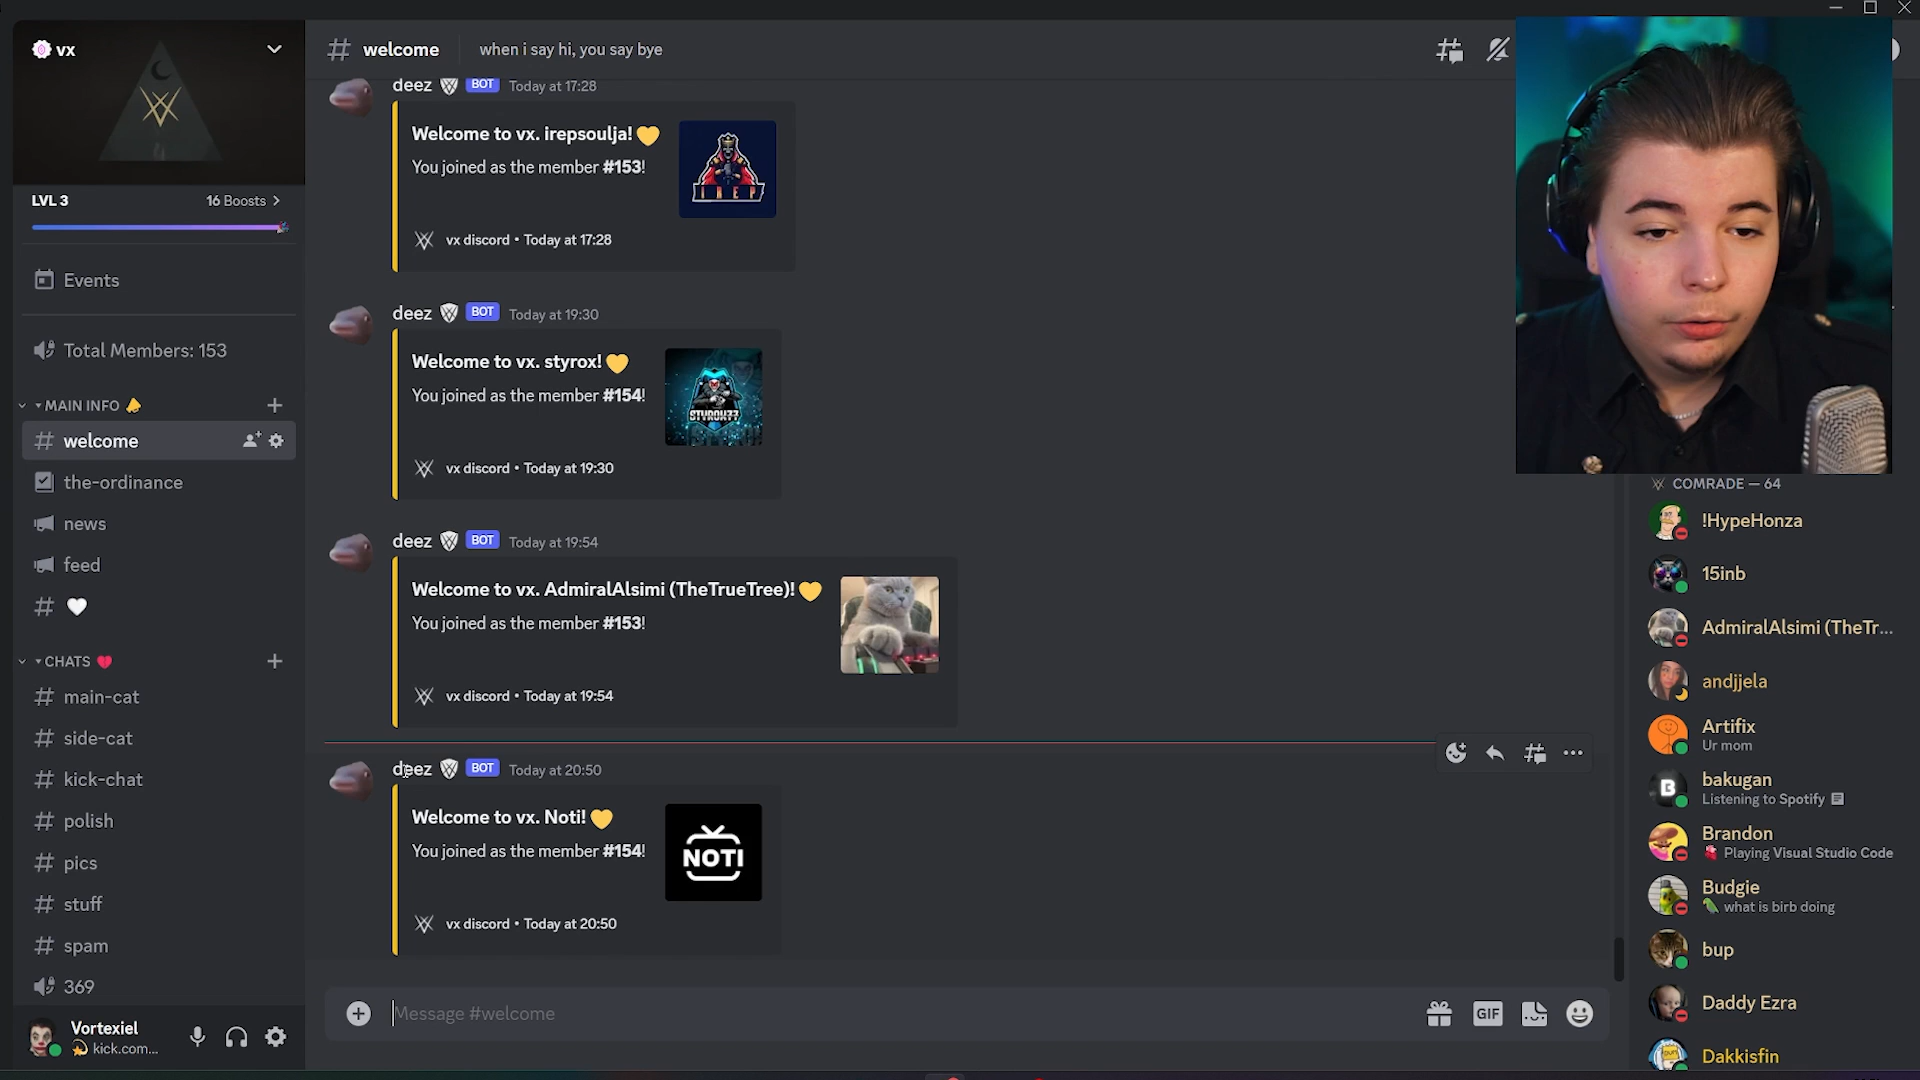 vx
LVL 3
16 Boosts
Events
Total Members: 153
MAIN INFO
welcome
the-ordinance
news
feed
CHATS
main-cat
side-cat
kick-chat
polish
pics
stuff
spam
369
Vortexiel
kick.com...
welcome
when i say hi, you say bye
deez BOT Today at 17:28
Welcome to vx. irepsoulja!
You joined as the member #153!
IREP
vx discord • Today at 17:28
deez BOT Today at 19:30
Welcome to vx. styrox!
You joined as the member #154!
vx discord • Today at 19:30
deez BOT Today at 19:54
Welcome to vx. AdmiralAlsimi (TheTrueTree)!
You joined as the member #153!
vx discord • Today at 19:54
deez BOT Today at 20:50
Welcome to vx. Noti!
You joined as the member #154!
NOTI
vx discord • Today at 20:50
Message #welcome
GIF
COMRADE — 64
!HypeHonza
15inb
AdmiralAlsimi (TheTr...
andjjela
Artifix
Ur mom
B
bakugan
Listening to Spotify
Brandon
Playing Visual Studio Code
Budgie
what is birb doing
bup
Daddy Ezra
Dakkisfin